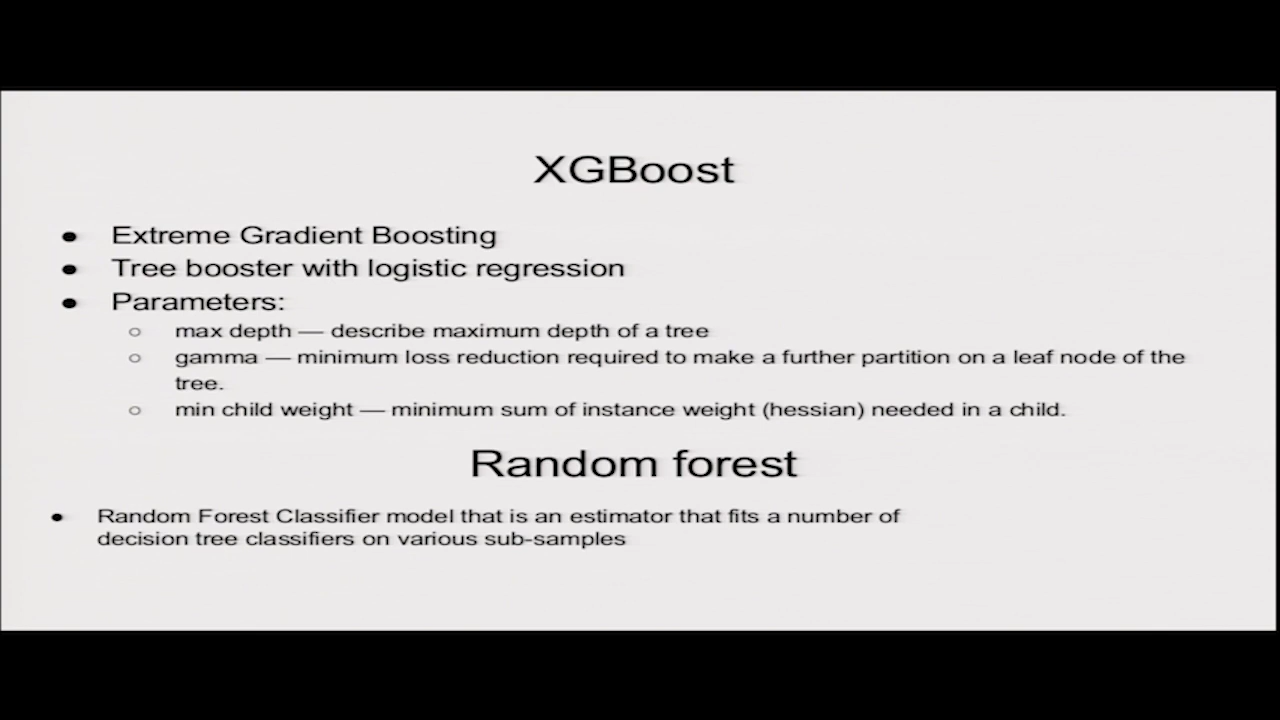 XGBoost
● Extreme Gradient Boosting
● Tree booster with logistic regression
● Parameters:
○ max depth — describe maximum depth of a tree
○ gamma — minimum loss reduction required to make a further partition on a leaf node of the
tree.
○ min child weight — minimum sum of instance weight (hessian) needed in a child.
Random forest
● Random Forest Classifier model that is an estimator that fits a number of
decision tree classifiers on various sub-samples